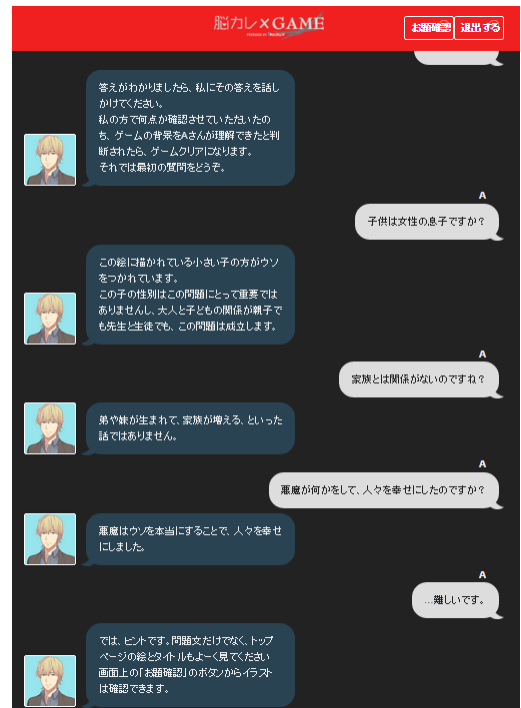 脳カレ×GAME
お題確認 退出する
答えがわかりましたら、私にその答えを話し
かけてください。
私の方で何点か確認させていただいたの
ち、ゲームの背景をAさんが理解できたと判
断されたら、ゲームクリアになります。
それでは最初の質問をどうぞ。
A
子供は女性の息子ですか？
この絵に描かれている小さい子の方がウソ
をつかれています。
この子の性別はこの問題にとって重要では
ありませんし、大人と子どもの関係が親子で
も先生と生徒でも、この問題は成立します。
A
家族とは関係がないのですね？
弟や妹が生まれて、家族が増える、といった
話ではありません。
A
悪魔が何かをして、人々を幸せにしたのですか？
悪魔はウソを本当にすることで、人々を幸せ
にしました。
A
…難しいです。
では、ヒントです。問題文だけでなく、トップ
ページの絵とタイトルもよーく見てください
画面上の「お題確認」のボタンからイラスト
は確認できます。